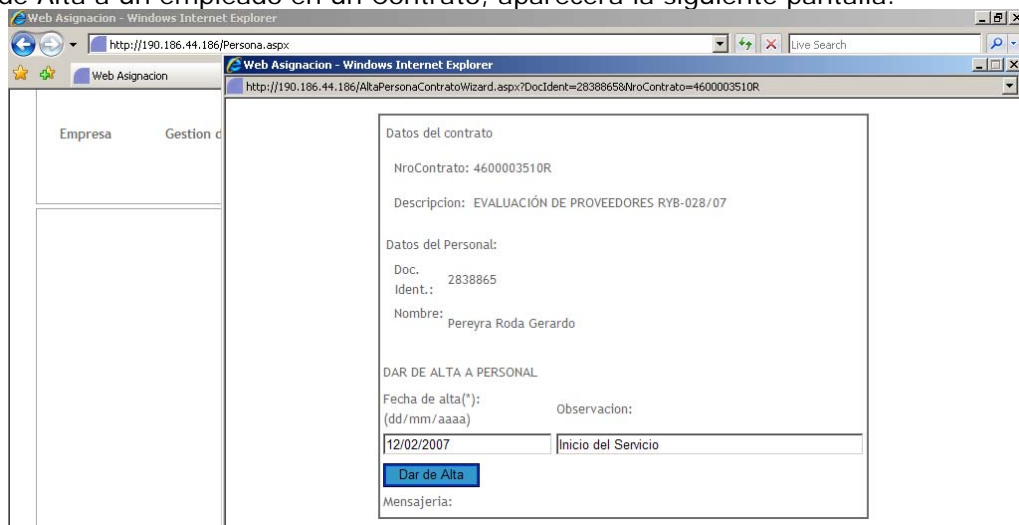 de Alta a un empleado en un Contrato, aparecerá la siguiente pantalla:
Web Asignacion - Windows Internet Explorer
http://190.186.44.186/Persona.aspx
Live Search
Web Asignacion
Web Asignacion - Windows Internet Explorer
http://190.186.44.186/AltaPersonaContratoWizard.aspx?DocIdent=2838865&NroContrato=4600003510R
Empresa Gestion d
Datos del contrato
NroContrato: 4600003510R
Descripcion: EVALUACIÓN DE PROVEEDORES RYB-028/07
Datos del Personal:
Doc.
Ident.: 2838865
Nombre:
Pereyra Roda Gerardo
DAR DE ALTA A PERSONAL
Fecha de alta(*):
(dd/mm/aaaa)
Observacion:
12/02/2007 Inicio del Servicio
Dar de Alta
Mensajeria: